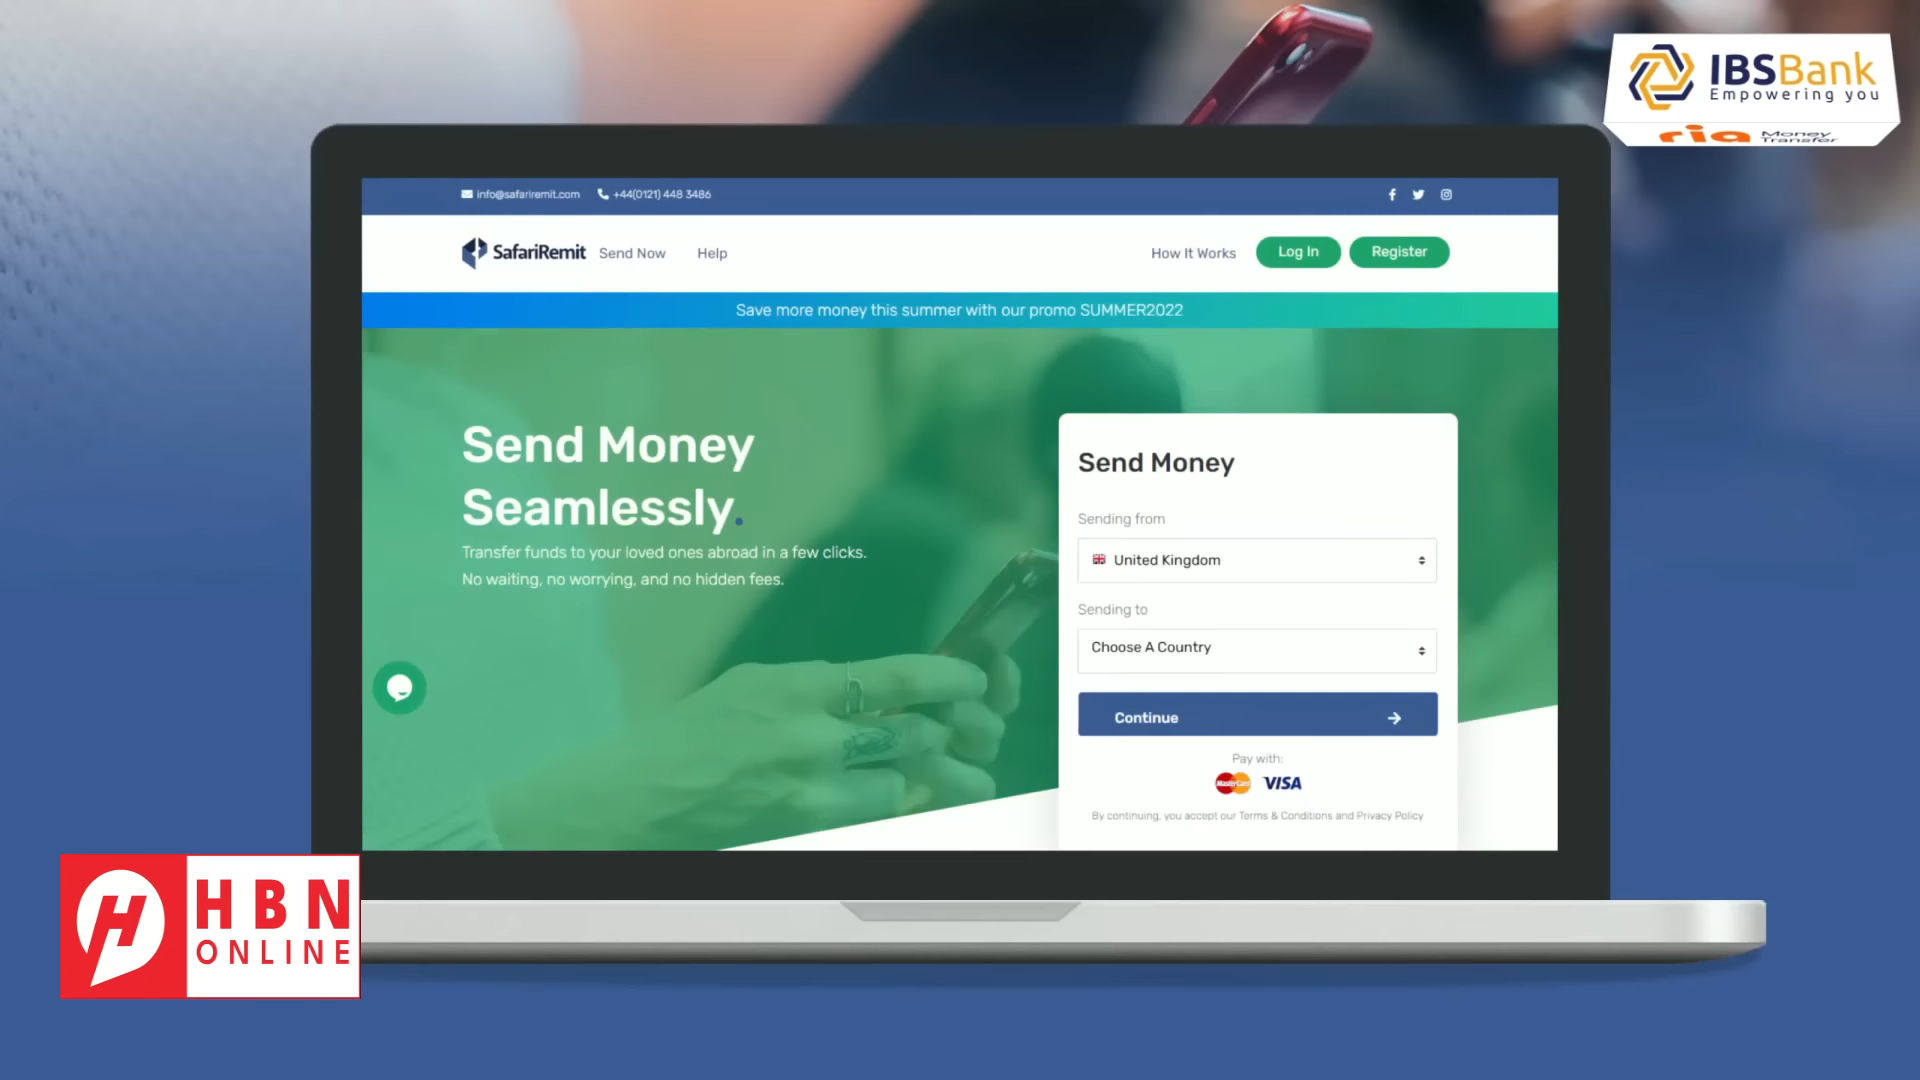 IBSBank
Empowering you
ria Money Transfer
info@safariremit.com +44(0121) 448 3486
SafariRemit Send Now Help How It Works Log In Register
Save more money this summer with our promo SUMMER2022
Send Money
Seamlessly.
Transfer funds to your loved ones abroad in a few clicks.
No waiting, no worrying, and no hidden fees.
Send Money
Sending from
United Kingdom
Sending to
Choose A Country
Continue
Pay with:
MasterCard VISA
By continuing, you accept our Terms & Conditions and Privacy Policy
H HBN
ONLINE